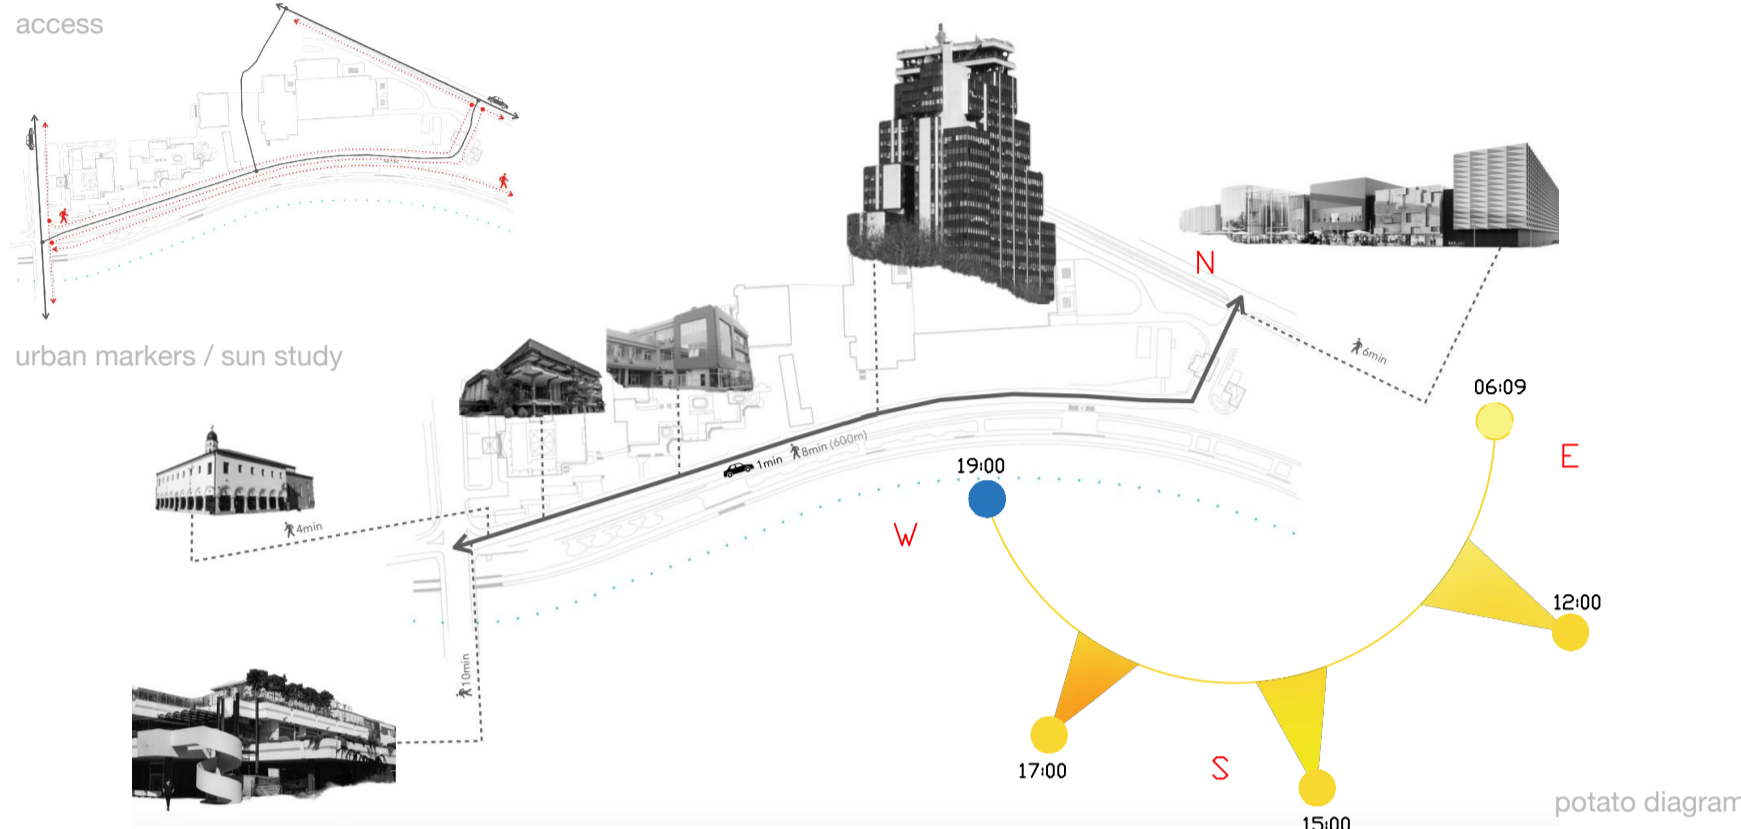 access
urban markers / sun study
N
6min
06:09
E
1min
8min (600m)
19:00
W
4min
12:00
10min
17:00
S
15:00
potato diagram